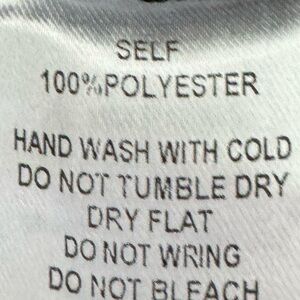 SELF
100%POLYESTER
HAND WASH WITH COLD
DO NOT TUMBLE DRY
DRY FLAT
DO NOT WRING
DO NOT BLEACH